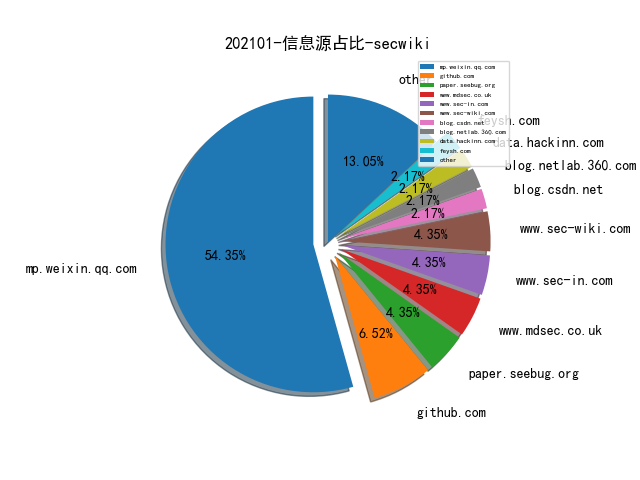 202101-信息源占比-secwiki
mp.weixin.qq.com
github.com
paper.seebug.org
www.mdsec.co.uk
www.sec-in.com
www.sec-wiki.com
blog.csdn.net
blog.netlab.360.com
data.hackinn.com
feysh.com
other
other
feysh.com
data.hackinn.com
blog.netlab.360.com
blog.csdn.net
www.sec-wiki.com
www.sec-in.com
www.mdsec.co.uk
paper.seebug.org
github.com
mp.weixin.qq.com
13.05%
2.17%
2.17%
2.17%
2.17%
4.35%
4.35%
4.35%
4.35%
6.52%
54.35%